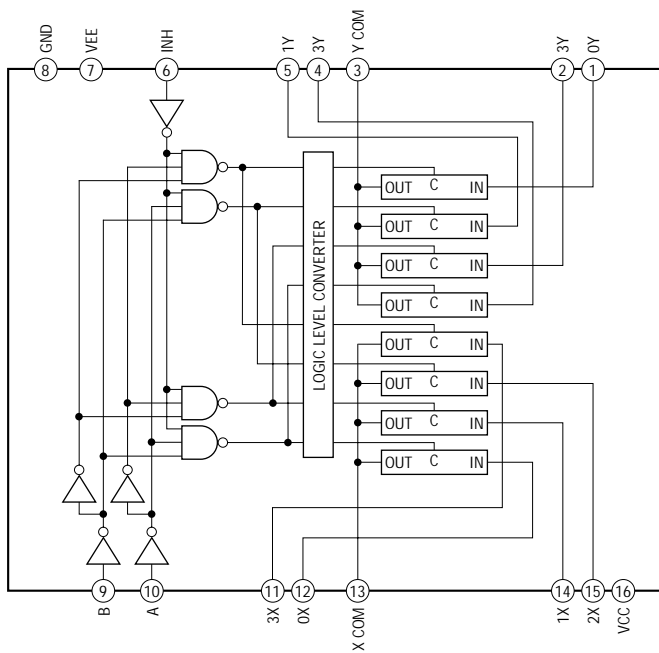 GND
VEE
INH
1Y
3Y
Y COM
3Y
0Y
8
7
6
5
4
3
2
1
LOGIC LEVEL CONVERTER
OUT C IN
OUT C IN
OUT C IN
OUT C IN
OUT C IN
OUT C IN
OUT C IN
OUT C IN
9
10
11
12
13
14
15
16
B
A
3X
0X
X COM
1X
2X
VCC